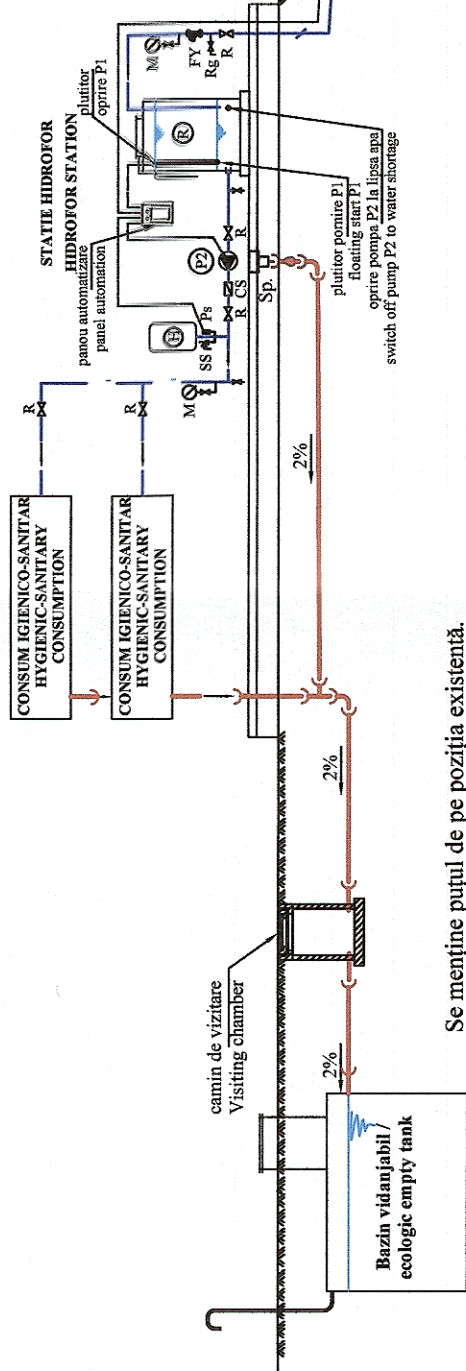 STATIE HIDROFOR
HIDROFOR STATION
panou automatizare
panel automation
plutitor
oprire P1
M
FY
Rg
R
R
P2
R
CS
R
Ps
SS
H
M
Sp.
plutitor pornire P1
floating start P1
oprire pompa P2 la lipsa apa
switch off pump P2 to water shortage
R
R
CONSUM IGIENICO-SANITAR
HYGIENIC-SANITARY
CONSUMPTION
CONSUM IGIENICO-SANITAR
HYGIENIC-SANITARY
CONSUMPTION
2%
2%
2%
camin de vizitare
Visiting chamber
Bazin vidanjabil /
ecologic empty tank
Se menține puțul de pe poziția existentă.